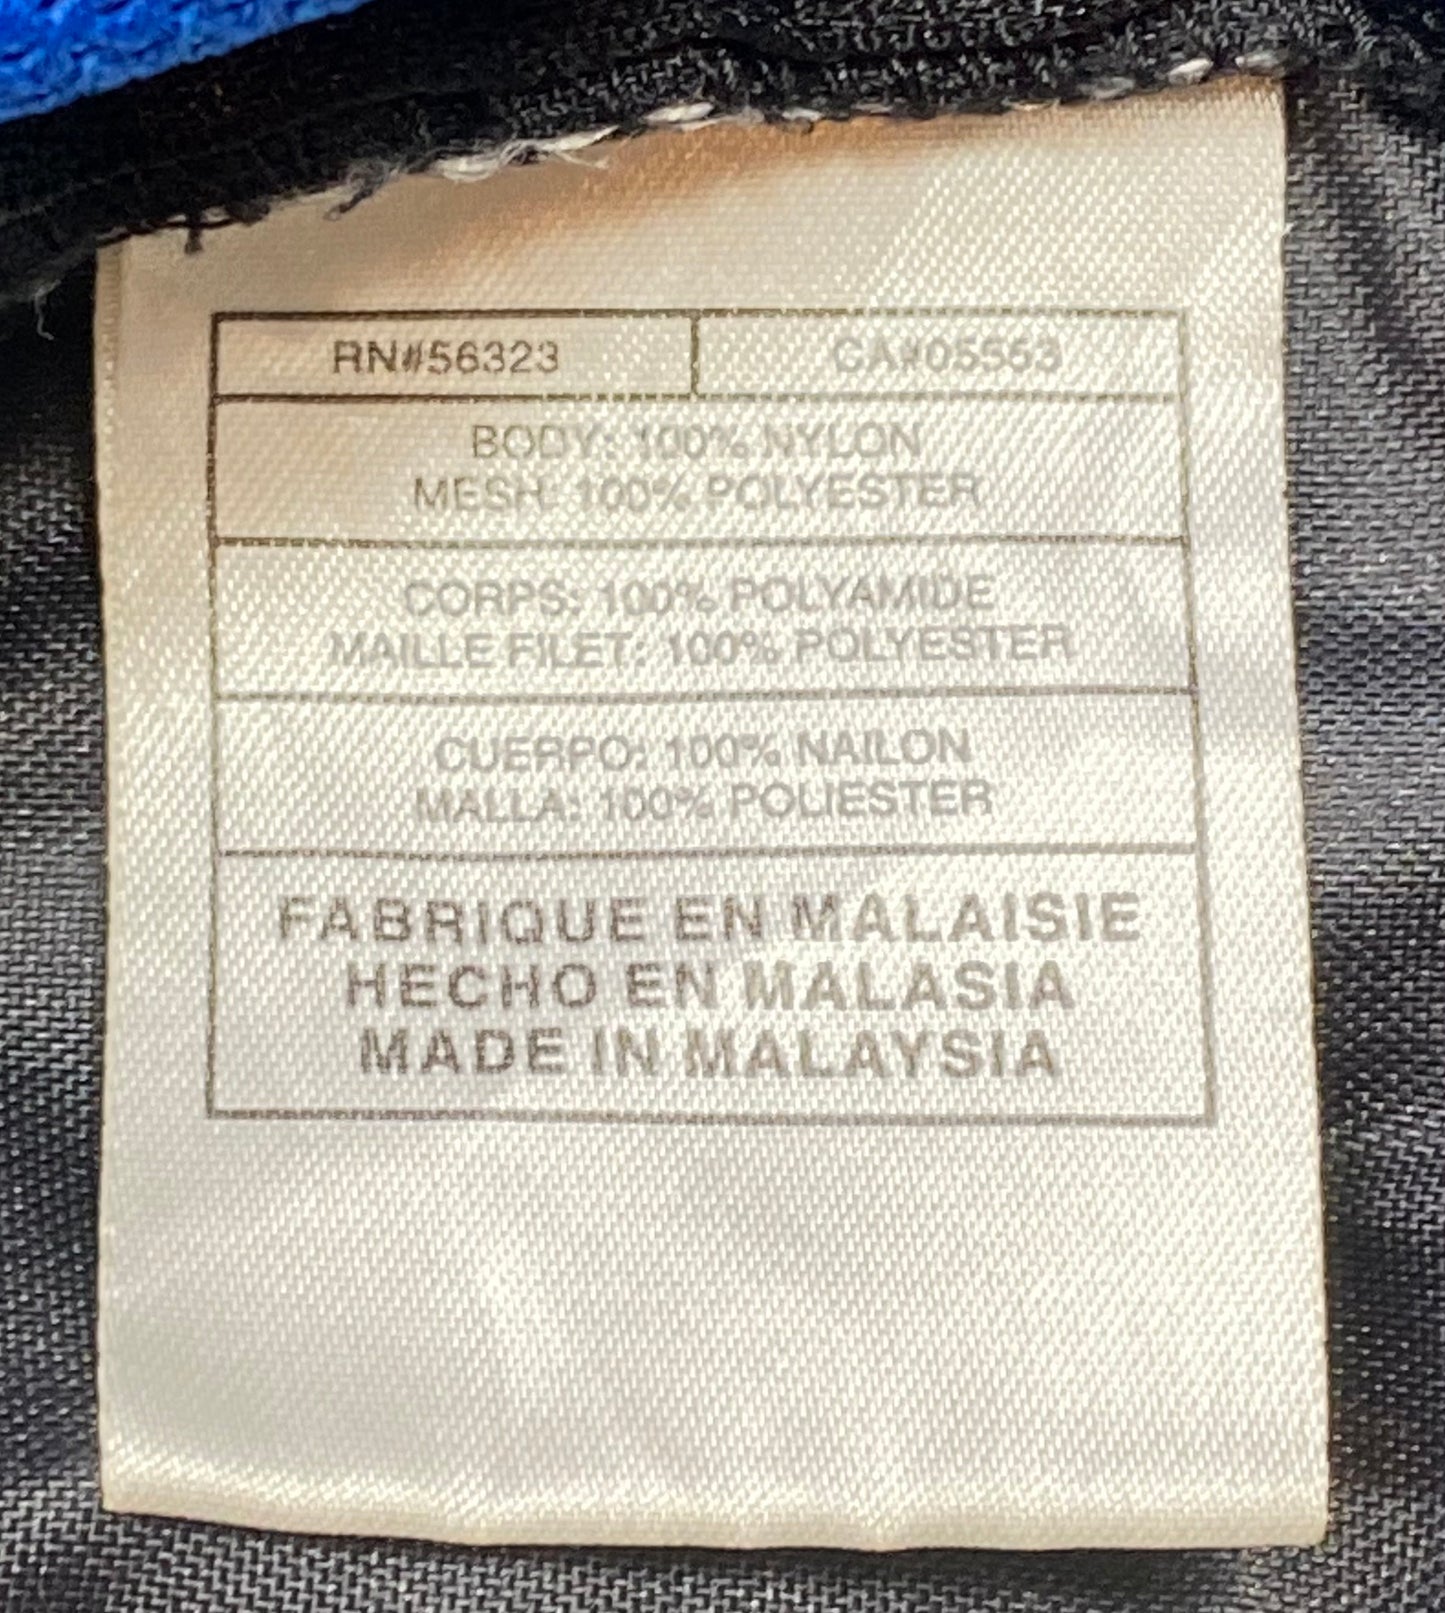 RN#56323
CA#05553
BODY: 100% NYLON
MESH: 100% POLYESTER
CORPS: 100% POLYAMIDE
MAILLE FILET: 100% POLYESTER
CUERPO: 100% NAILON
MALLA: 100% POLIESTER
FABRIQUE EN MALAISIE
HECHO EN MALASIA
MADE IN MALAYSIA